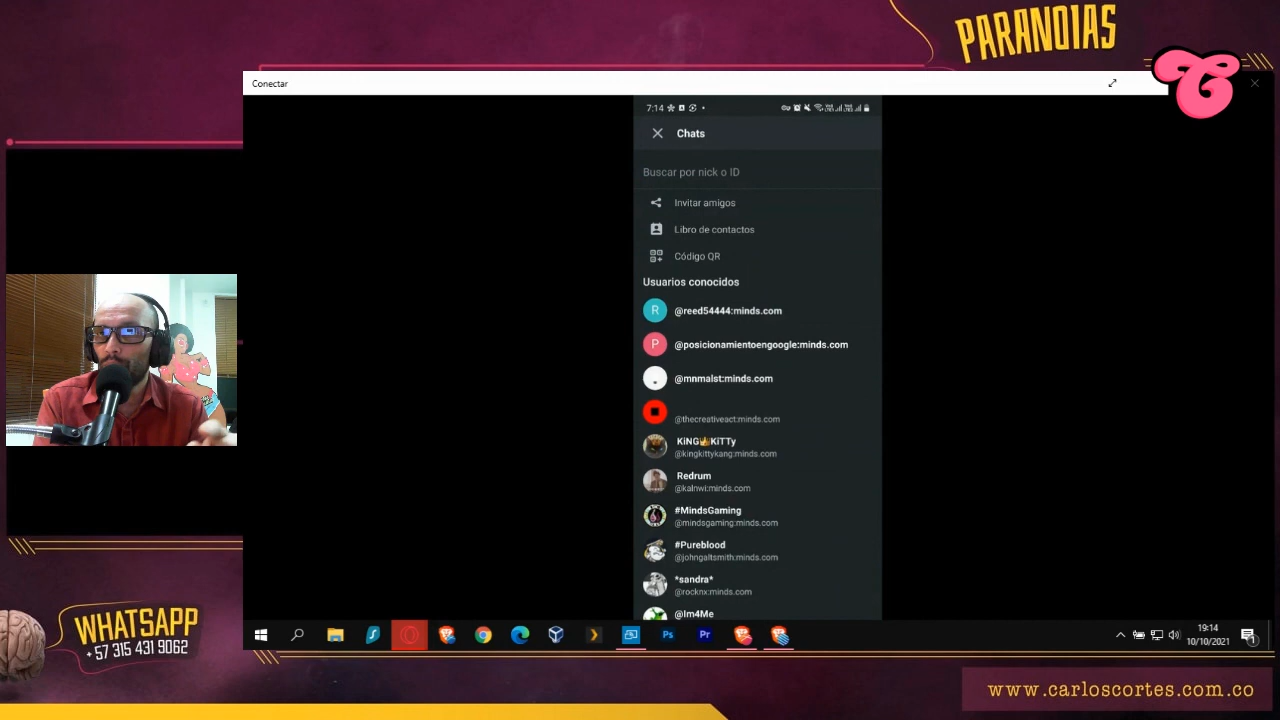 PARANOIAS
Conectar
7:14
Chats
Buscar por nick o ID
Invitar amigos
Libro de contactos
Código QR
Usuarios conocidos
R
@reed54444:minds.com
P
@posicionamientoengoogle:minds.com
@mnmalst:minds.com
@thecreativeact:minds.com
KiNG👑KiTTy
@kingkittykang:minds.com
Redrum
@kalnwi:minds.com
#MindsGaming
@mindsgaming:minds.com
#Pureblood
@johngaltsmith:minds.com
*sandra*
@rocknx:minds.com
@Im4Me
Ps
Pr
19:14
10/10/2021
1
WHATSAPP
+ 57 315 431 9062
www.carloscortes.com.co